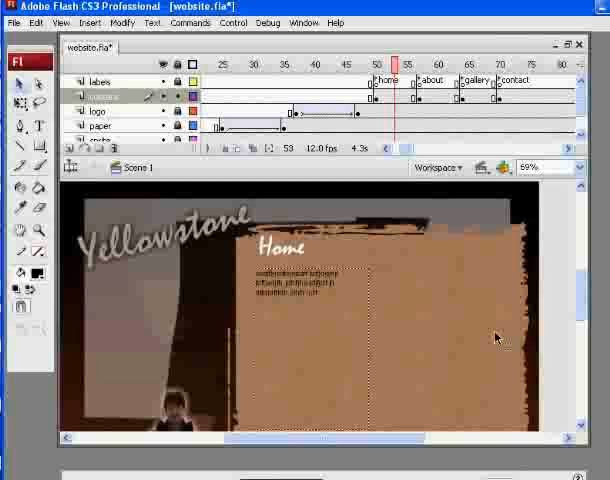 Adobe Flash CS3 Professional - [website.fla*]
File Edit View Insert Modify Text Commands Control Debug Window Help
Fl
website.fla*
25 30 35 40 45 50 55 60 65 70 75 80
labels home about gallery contact
logo
paper
53 12.0 fps 4.3s
Scene 1 Workspace 69%
Yellowstone
Home